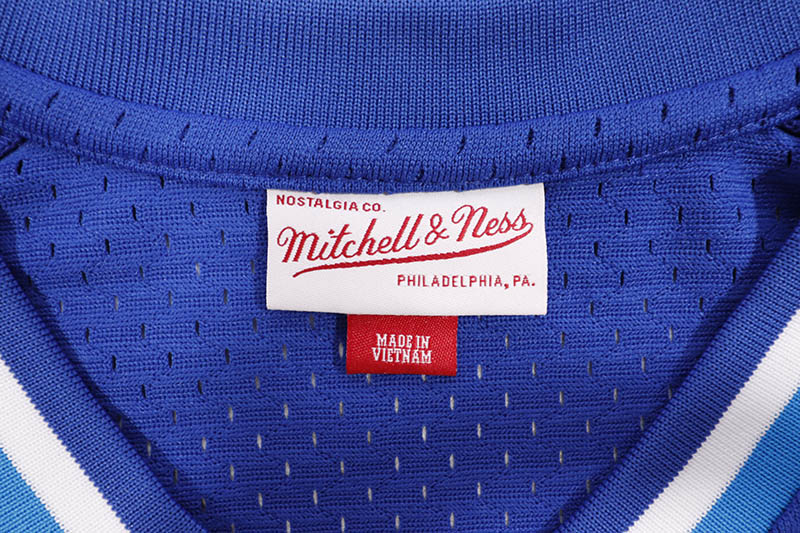 NOSTALGIA CO.
Mitchell & Ness
PHILADELPHIA, PA.
MADE IN
VIETNAM